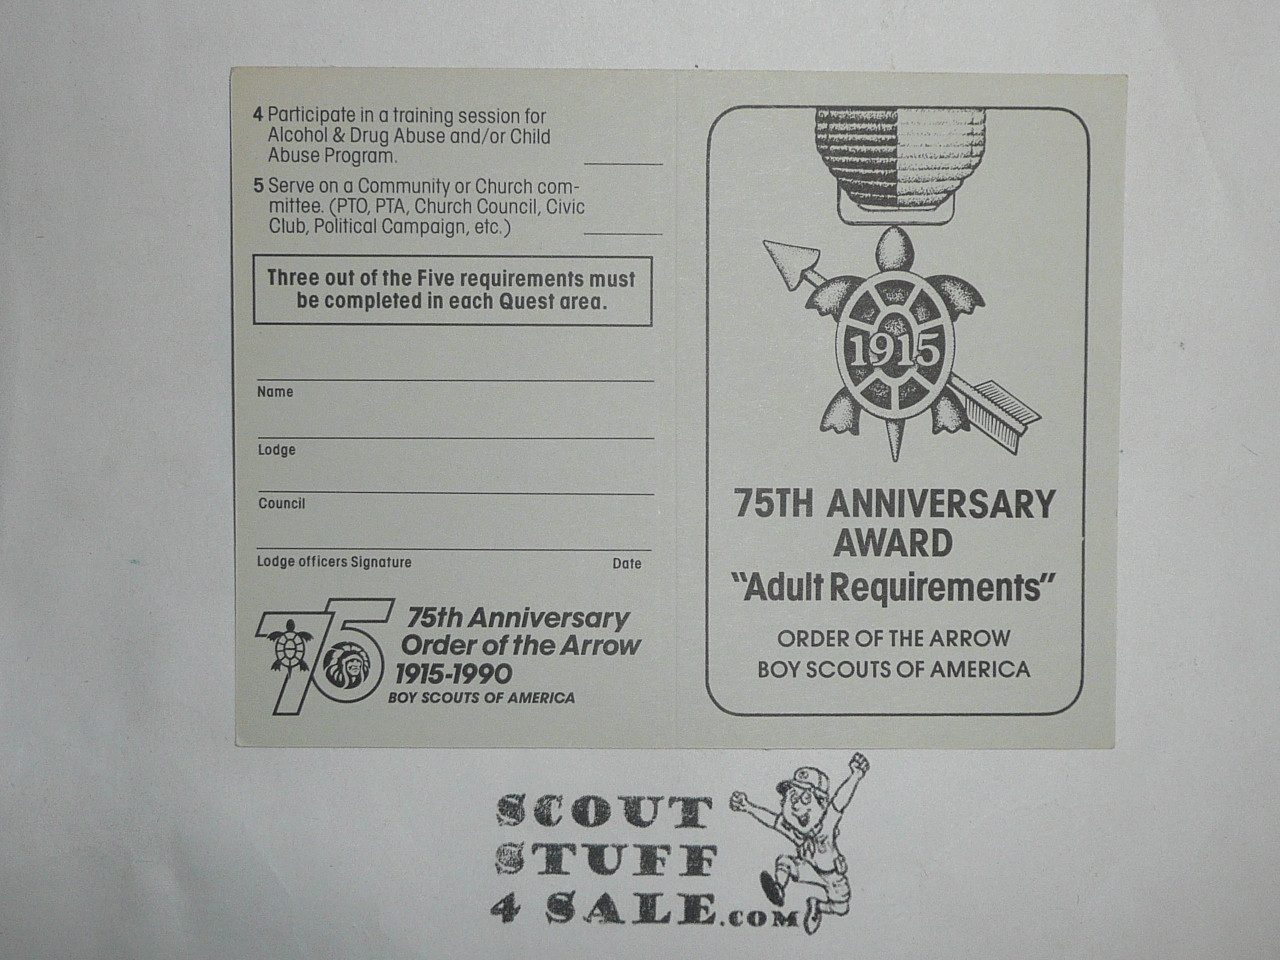 4 Participate in a training session for
Alcohol & Drug Abuse and/or Child
Abuse Program.
5 Serve on a Community or Church com-
mittee. (PTO, PTA, Church Council, Civic
Club, Political Campaign, etc.)
Three out of the Five requirements must
be completed in each Quest area.
Name
Lodge
Council
Lodge officers Signature Date
75
75th Anniversary
Order of the Arrow
1915-1990
BOY SCOUTS OF AMERICA
1915
75TH ANNIVERSARY
AWARD
"Adult Requirements"
ORDER OF THE ARROW
BOY SCOUTS OF AMERICA
SCOUT
STUFF
4 SALE.COM